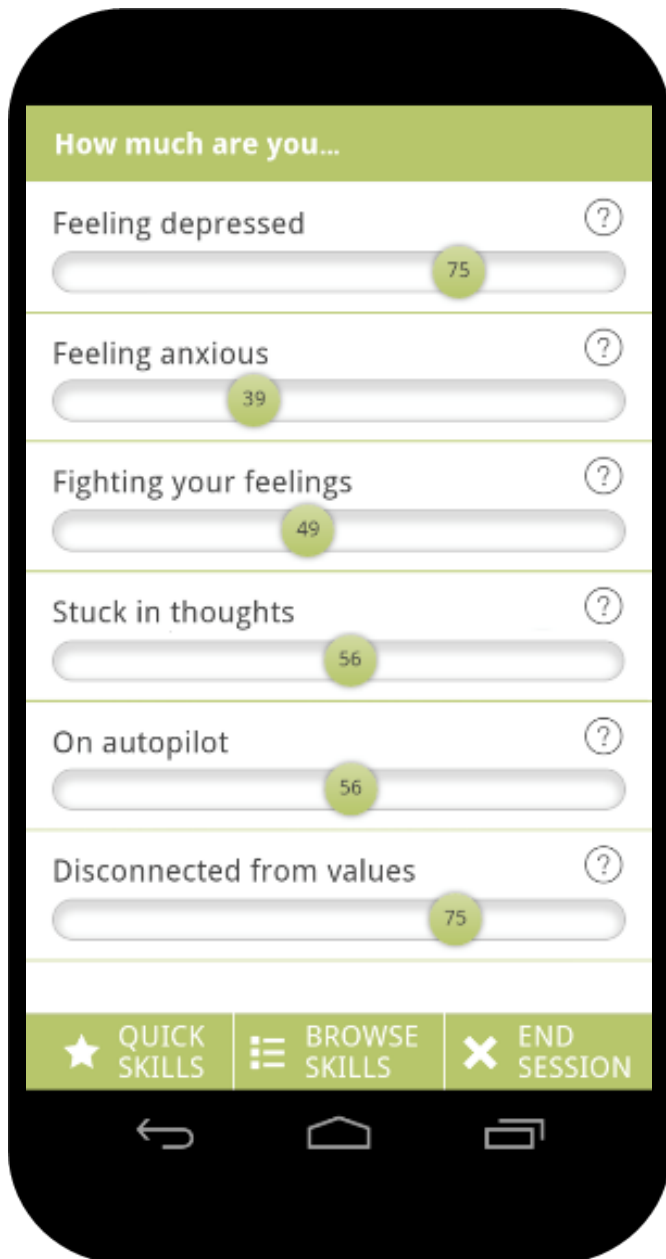 How much are you...
Feeling depressed
?
75
Feeling anxious
?
39
Fighting your feelings
?
49
Stuck in thoughts
?
56
On autopilot
?
56
Disconnected from values
?
75
QUICK
SKILLS
BROWSE
SKILLS
END
SESSION